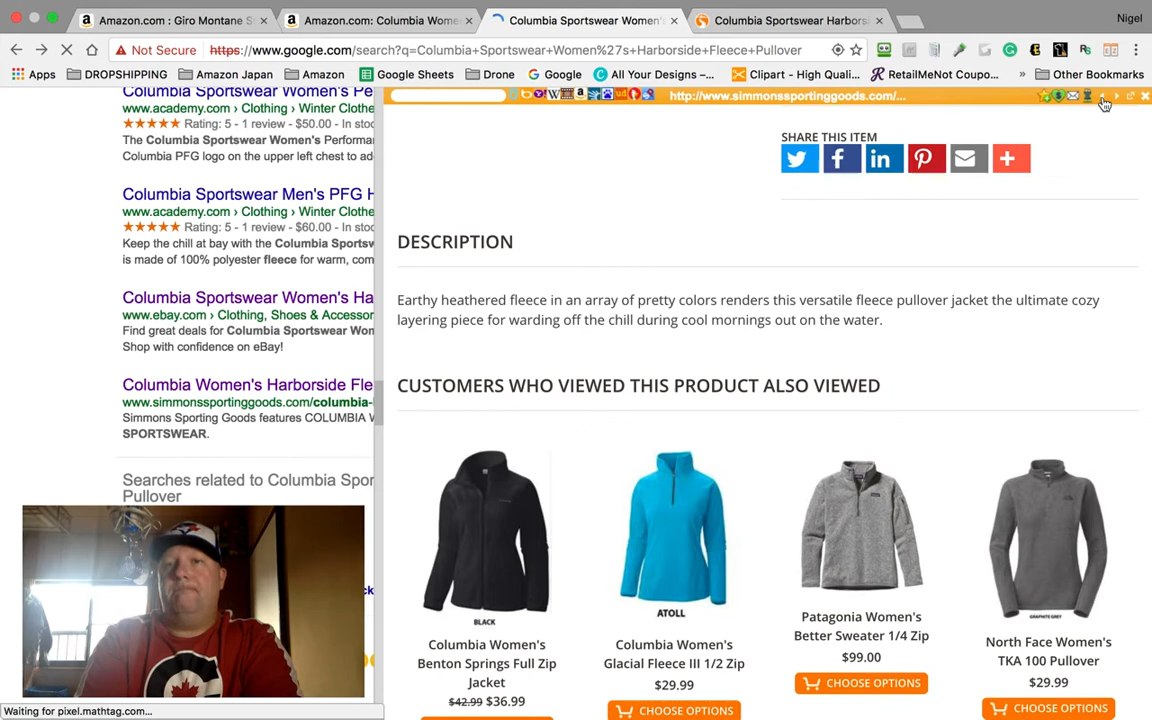 Amazon.com : Giro Montane S
Amazon.com: Columbia Wome
Columbia Sportswear Women's
Columbia Sportswear Harbors
Nigel
Not Secure https://www.google.com/search?q=Columbia+Sportswear+Women%27s+Harborside+Fleece+Pullover
Apps DROPSHIPPING Amazon Japan Amazon Google Sheets Drone Google All Your Designs –... Clipart - High Quali... RetailMeNot Coupo... » Other Bookmarks
http://www.simmonssportinggoods.com/...
Columbia Sportswear Women's Pe
www.academy.com › Clothing › Winter Clothe
Rating: 5 - 1 review - $50.00 - In stoc
The Columbia Sportswear Women's Performa
Columbia PFG logo on the upper left chest to ad
Columbia Sportswear Men's PFG H
www.academy.com › Clothing › Winter Clothe
Rating: 5 - 1 review - $60.00 - In stoc
Keep the chill at bay with the Columbia Sportsw
is made of 100% polyester fleece for warm, com
Columbia Sportswear Women's Ha
www.ebay.com › Clothing, Shoes & Accessor
Find great deals for Columbia Sportswear Won
Shop with confidence on eBay!
Columbia Women's Harborside Fle
www.simmonssportinggoods.com/columbia-
Simmons Sporting Goods features COLUMBIA W
SPORTSWEAR.
Searches related to Columbia Spor
Pullover
SHARE THIS ITEM
DESCRIPTION
Earthy heathered fleece in an array of pretty colors renders this versatile fleece pullover jacket the ultimate cozy
layering piece for warding off the chill during cool mornings out on the water.
CUSTOMERS WHO VIEWED THIS PRODUCT ALSO VIEWED
BLACK
Columbia Women's
Benton Springs Full Zip
Jacket
$42.99 $36.99
ATOLL
Columbia Women's
Glacial Fleece III 1/2 Zip
$29.99
CHOOSE OPTIONS
Patagonia Women's
Better Sweater 1/4 Zip
$99.00
CHOOSE OPTIONS
GRAPHITE GREY
North Face Women's
TKA 100 Pullover
$29.99
CHOOSE OPTIONS
Waiting for pixel.mathtag.com...